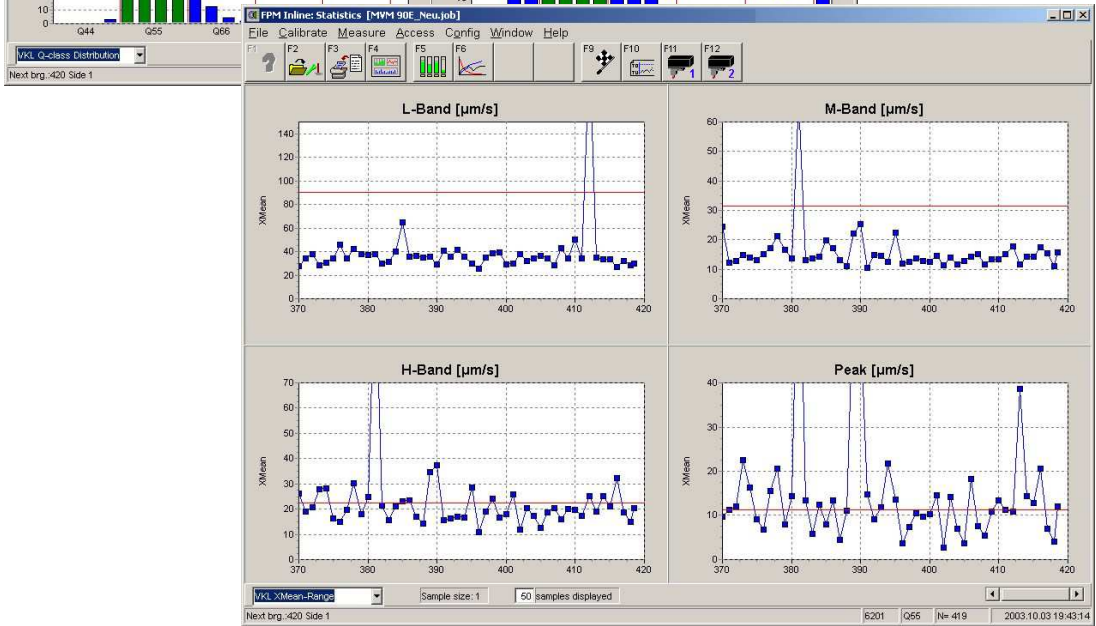 10
0
Q44 Q55 Q66
VKL Q-class Distribution
Next brg.:420 Side 1
FPM Inline: Statistics [MVM 90E_Neu.job]
File Calibrate Measure Access Config Window Help
F1 F2 F3 F4 F5 F6 F9 F10 F11 F12
1 2
L-Band [µm/s]
XMean
140
120
100
80
60
40
20
0
370 380 390 400 410 420
M-Band [µm/s]
XMean
60
50
40
30
20
10
0
370 380 390 400 410 420
H-Band [µm/s]
XMean
70
60
50
40
30
20
10
0
370 380 390 400 410 420
Peak [µm/s]
XMean
40
30
20
10
0
370 380 390 400 410 420
VKL XMean-Range Sample size: 1 50 samples displayed
Next brg.:420 Side 1 6201 Q55 N= 419 2003.10.03 19:43:14